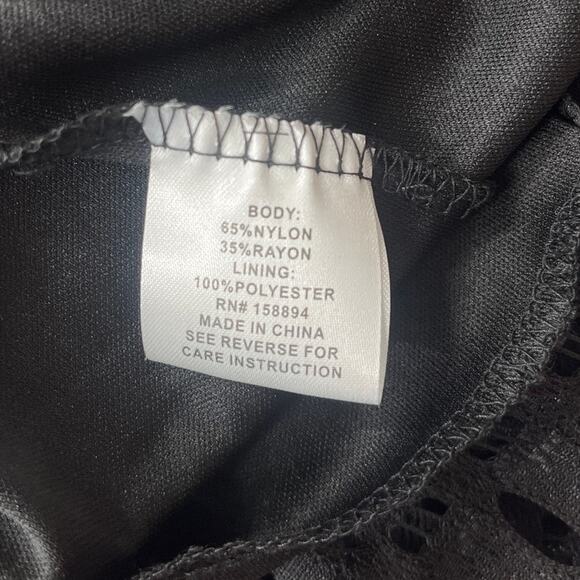 BODY:
65%NYLON
35%RAYON
LINING:
100%POLYESTER
RN# 158894
MADE IN CHINA
SEE REVERSE FOR
CARE INSTRUCTION